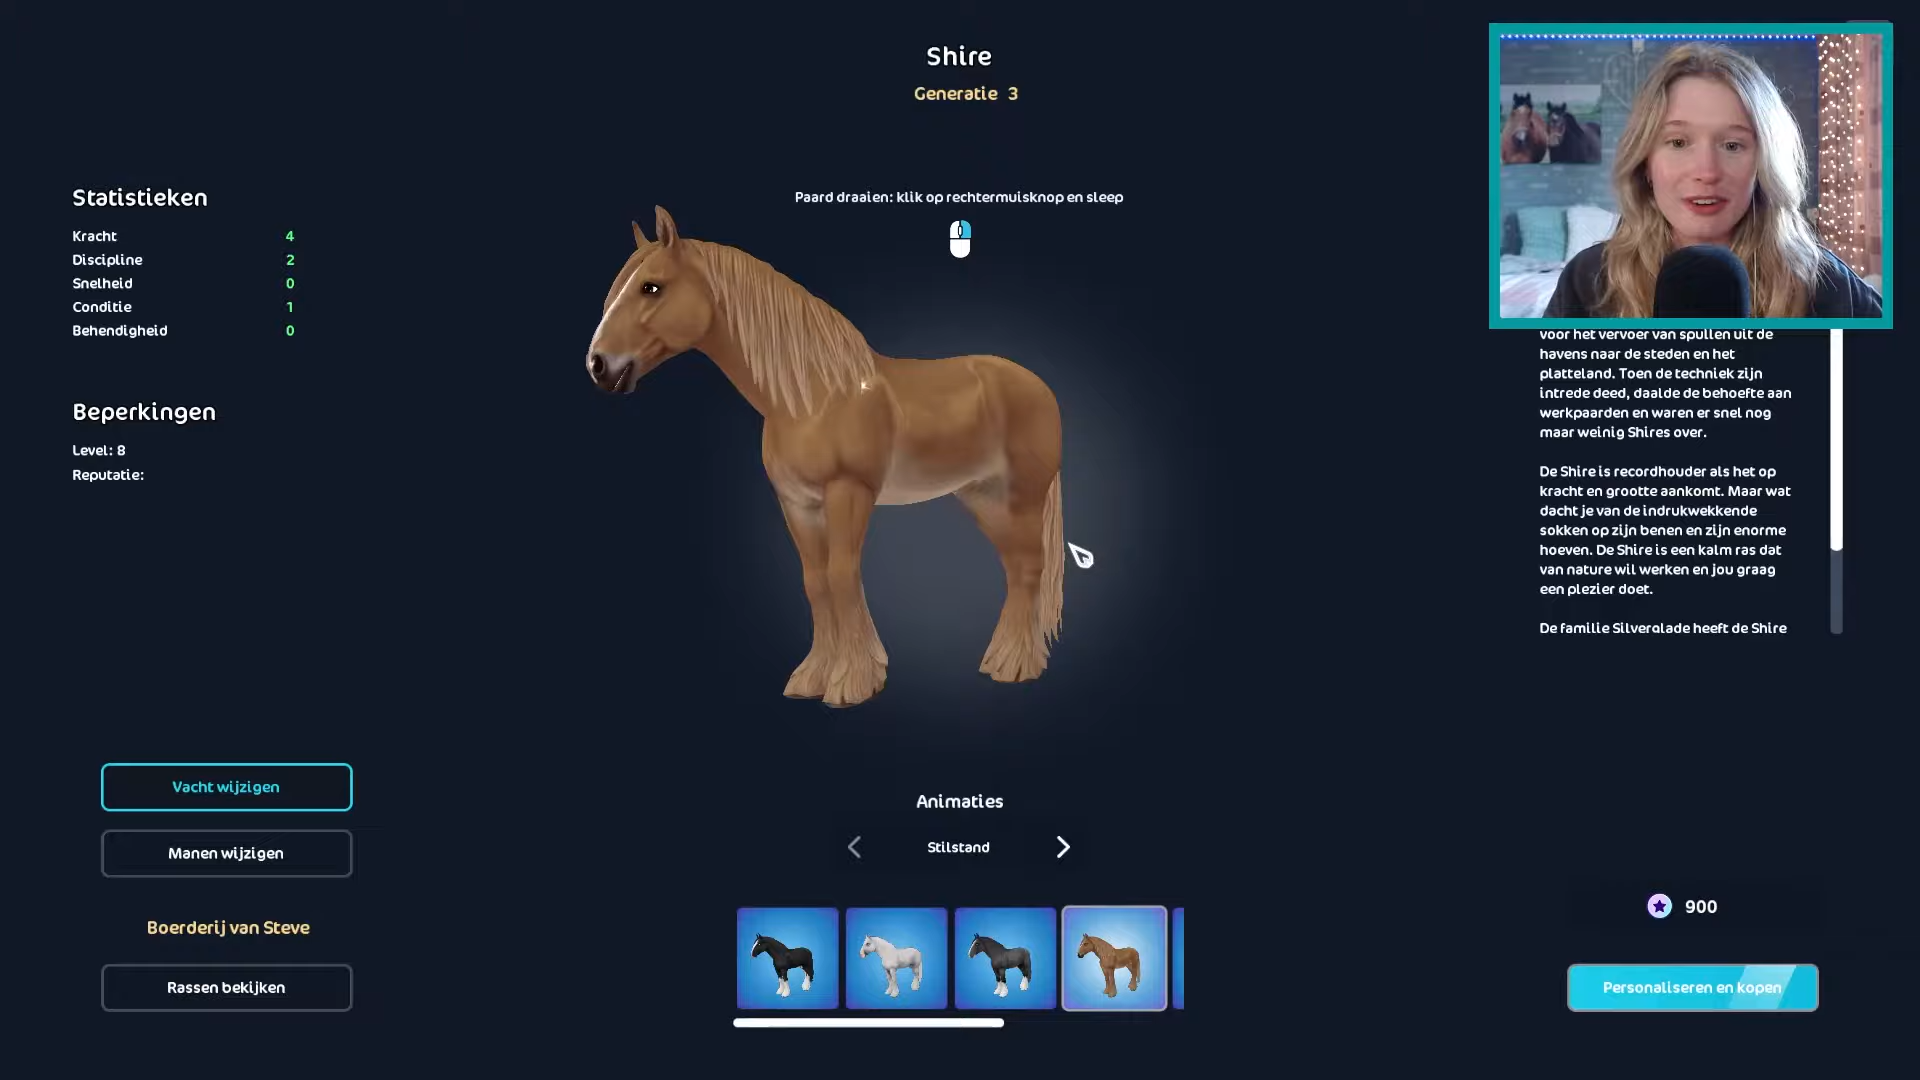 Shire
Generatie 3
Statistieken
Kracht 4
Discipline 2
Snelheid 0
Conditie 1
Behendigheid 0
Beperkingen
Level: 8
Reputatie:
Paard draaien: klik op rechtermuisknop en sleep
voor het vervoer van spullen uit de
havens naar de steden en het
platteland. Toen de techniek zijn
intrede deed, daalde de behoefte aan
werkpaarden en waren er snel nog
maar weinig Shires over.
De Shire is recordhouder als het op
kracht en grootte aankomt. Maar wat
dacht je van de indrukwekkende
sokken op zijn benen en zijn enorme
hoeven. De Shire is een kalm ras dat
van nature wil werken en jou graag
een plezier doet.
De familie Silverglade heeft de Shire
Vacht wijzigen
Manen wijzigen
Boerderij van Steve
Rassen bekijken
Animaties
Stilstand
900
Personaliseren en kopen